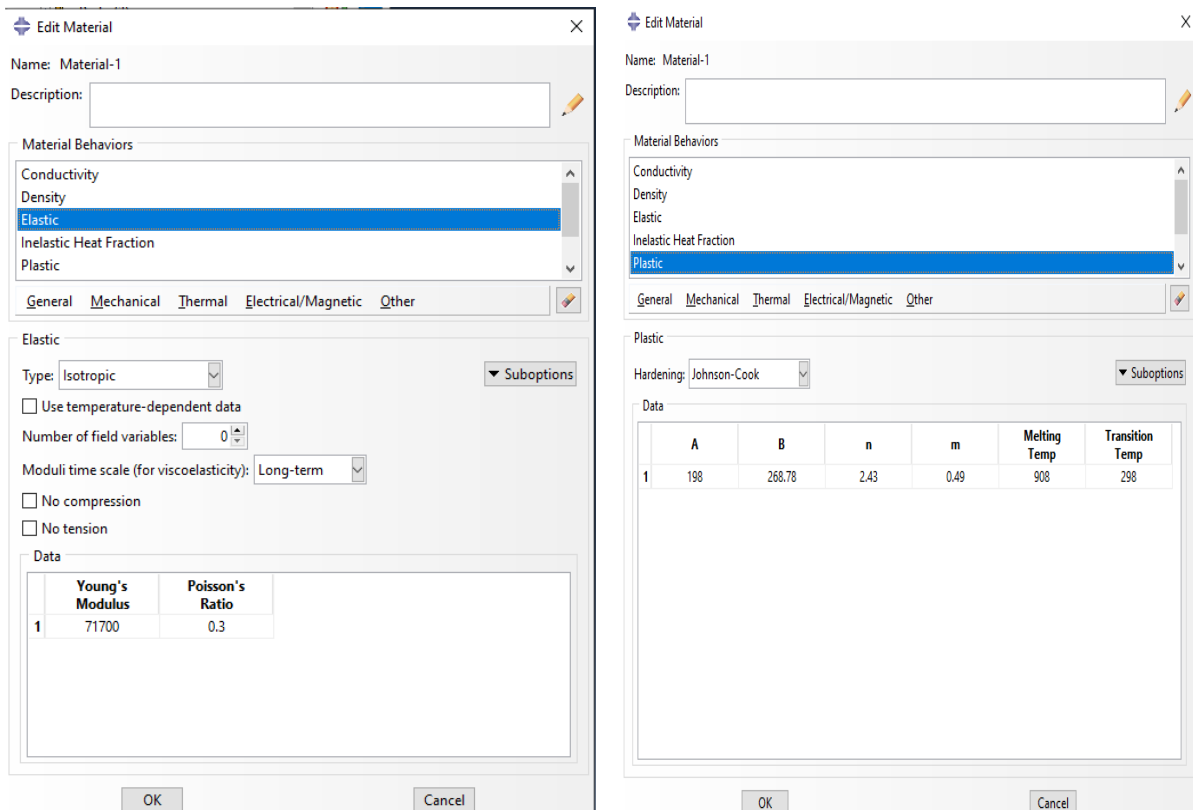 Edit Material
Name: Material-1
Description:
Material Behaviors
Conductivity
Density
Elastic
Inelastic Heat Fraction
Plastic
General Mechanical Thermal Electrical/Magnetic Other
Elastic
Type: Isotropic
Suboptions
Use temperature-dependent data
Number of field variables: 0
Moduli time scale (for viscoelasticity): Long-term
No compression
No tension
Data
Young's Modulus Poisson's Ratio
1 71700 0.3
OK Cancel
Edit Material
Name: Material-1
Description:
Material Behaviors
Conductivity
Density
Elastic
Inelastic Heat Fraction
Plastic
General Mechanical Thermal Electrical/Magnetic Other
Plastic
Hardening: Johnson-Cook
Suboptions
Data
A B n m Melting Temp Transition Temp
1 198 268.78 2.43 0.49 908 298
OK Cancel